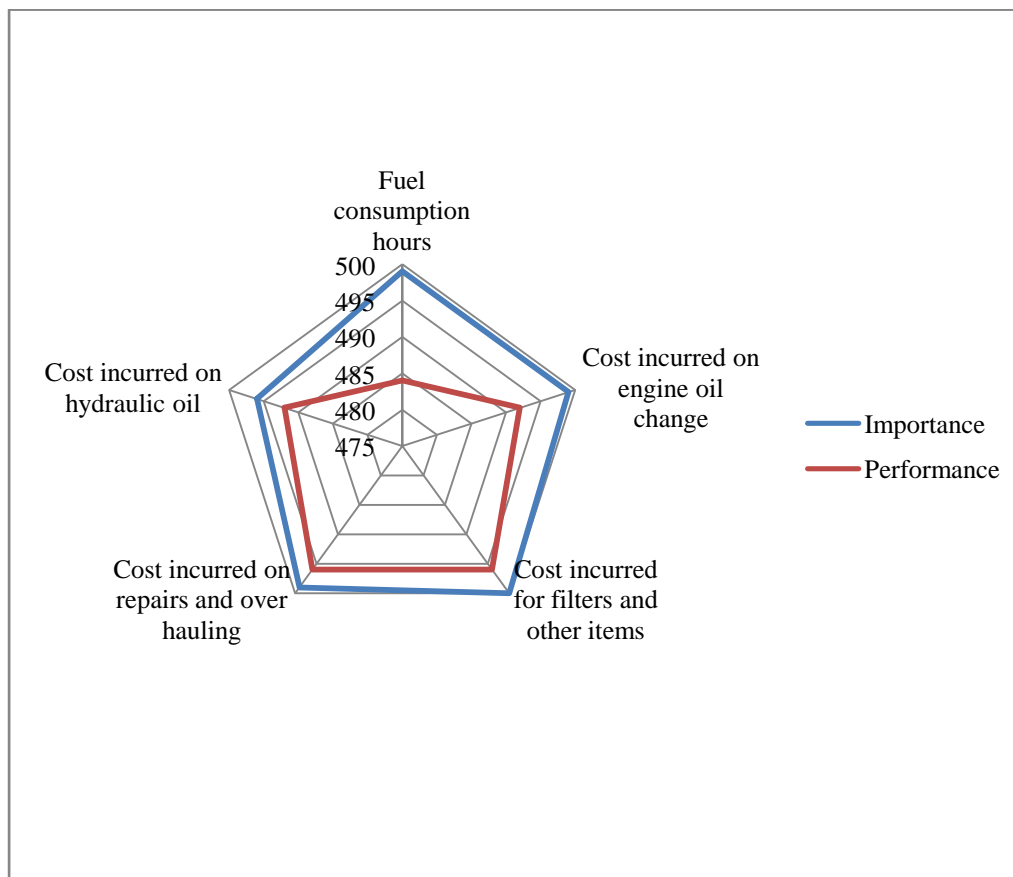 Fuel
consumption
hours
500
495
490
485
480
475
Cost incurred on
engine oil
change
Cost incurred
for filters and
other items
Cost incurred on
repairs and over
hauling
Cost incurred on
hydraulic oil
Importance
Performance